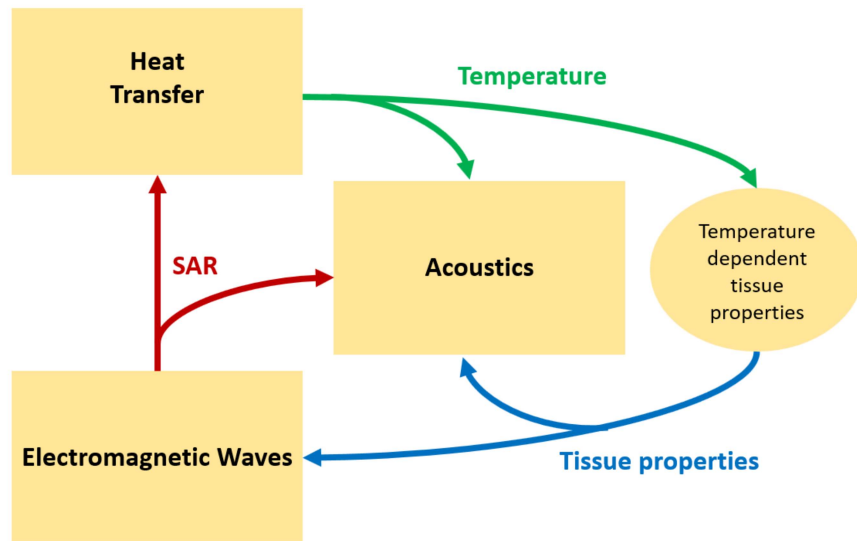 Heat
Transfer
Temperature
SAR
Acoustics
Temperature
dependent
tissue
properties
Electromagnetic Waves
Tissue properties